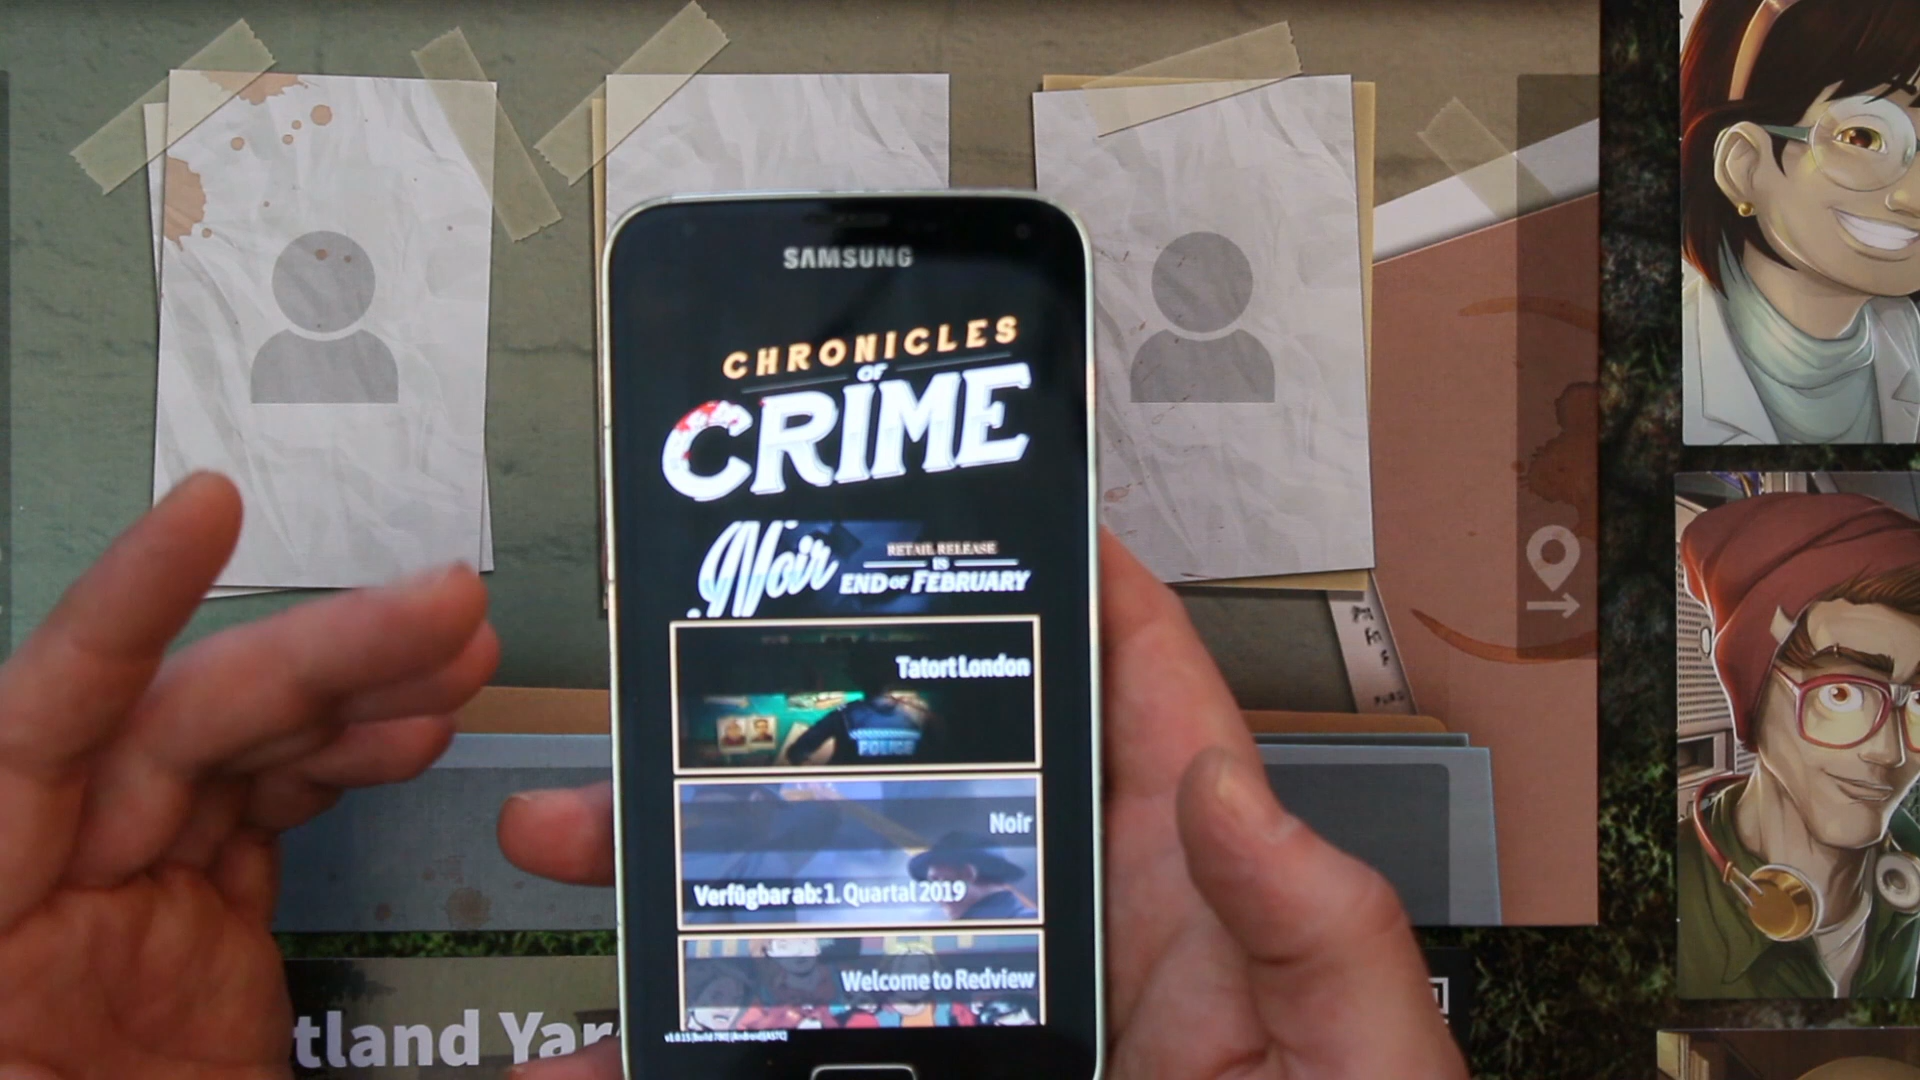 SAMSUNG
CHRONICLES
OF
CRIME
Noir
RETAIL RELEASE
IS
END OF FEBRUARY
Tatort London
POLICE
Noir
Verfügbar ab: 1. Quartal 2019
Welcome to Redview
tland Yar